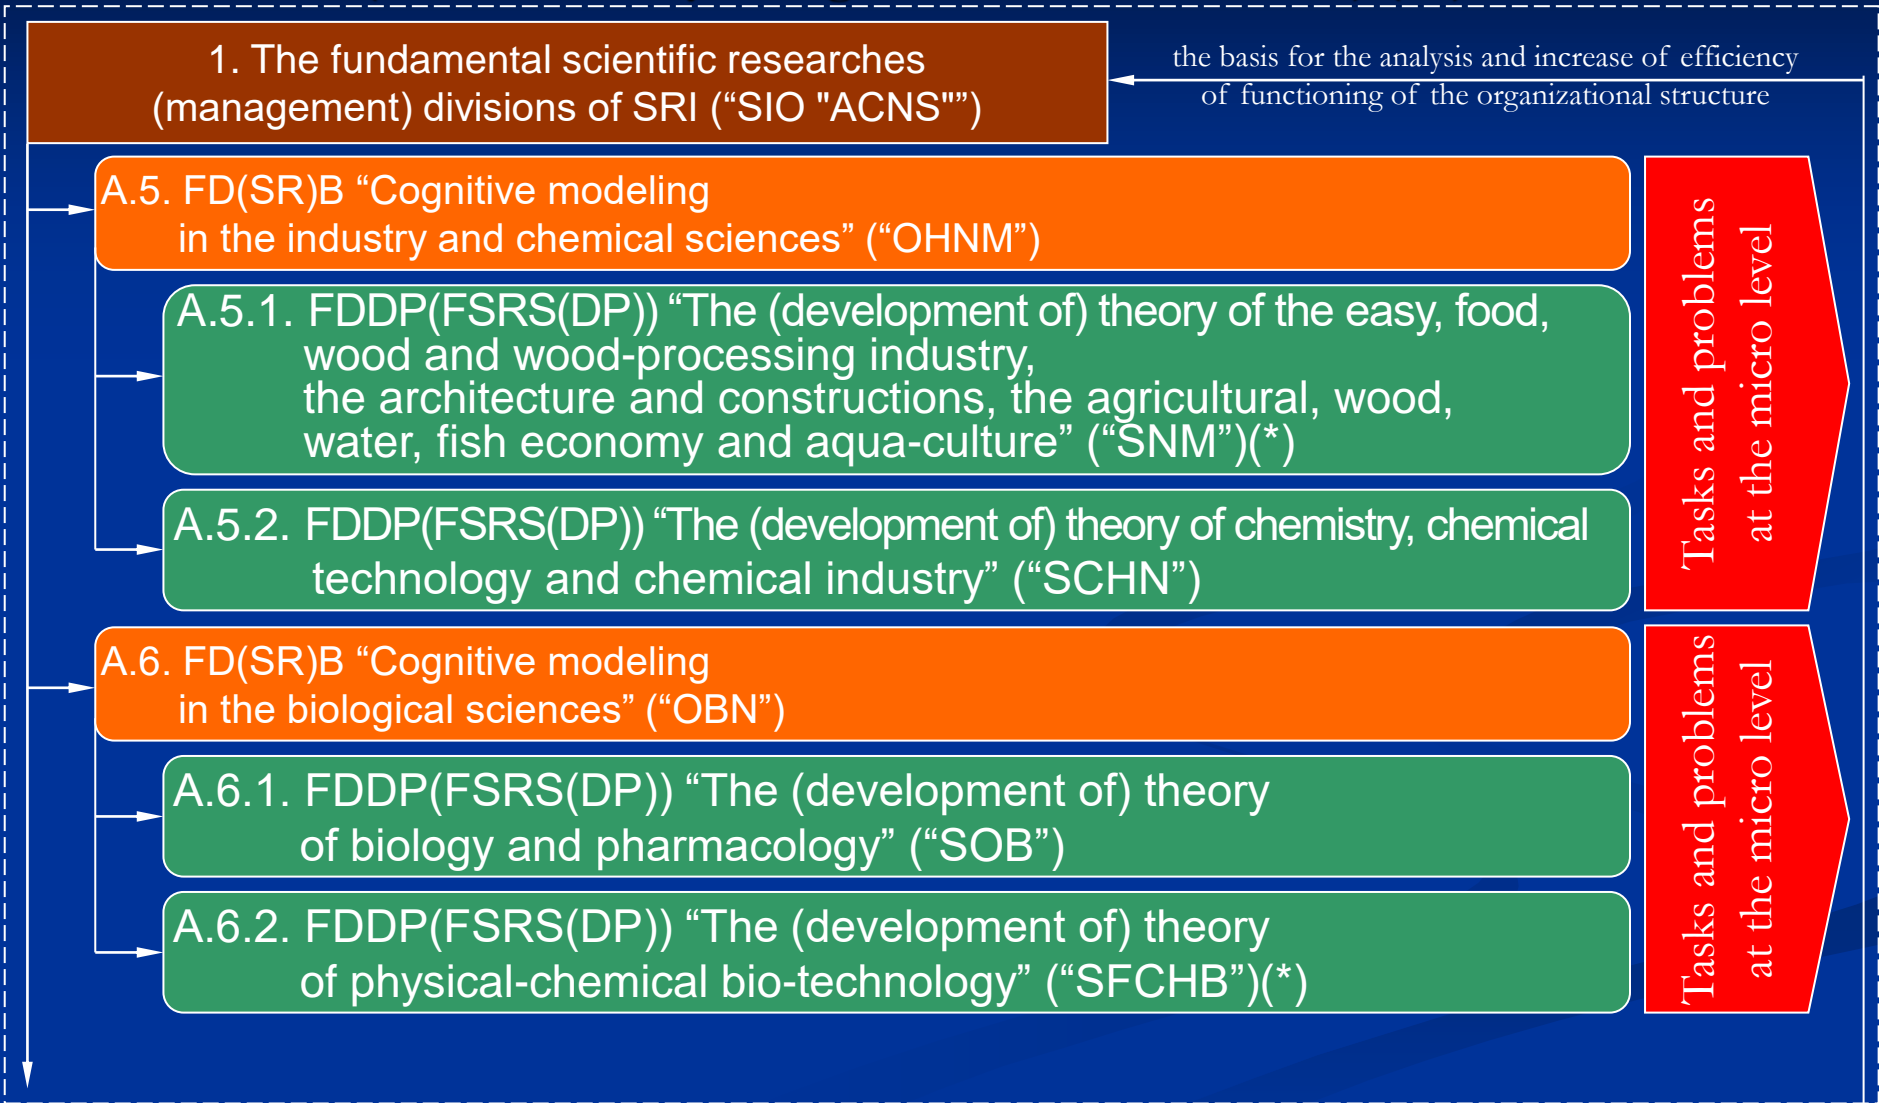 1. The fundamental scientific researches
(management) divisions of SRI (“SIO "ACNS"”)
the basis for the analysis and increase of efficiency
of functioning of the organizational structure
A.5. FD(SR)B “Cognitive modeling
in the industry and chemical sciences” (“OHNM”)
A.5.1. FDDP(FSRS(DP)) “The (development of) theory of the easy, food,
wood and wood-processing industry,
the architecture and constructions, the agricultural, wood,
water, fish economy and aqua-culture” (“SNM”)(*)
A.5.2. FDDP(FSRS(DP)) “The (development of) theory of chemistry, chemical
technology and chemical industry” (“SCHN”)
Tasks and problems
at the micro level
A.6. FD(SR)B “Cognitive modeling
in the biological sciences” (“OBN”)
A.6.1. FDDP(FSRS(DP)) “The (development of) theory
of biology and pharmacology” (“SOB”)
A.6.2. FDDP(FSRS(DP)) “The (development of) theory
of physical-chemical bio-technology” (“SFCHB”)(*)
Tasks and problems
at the micro level